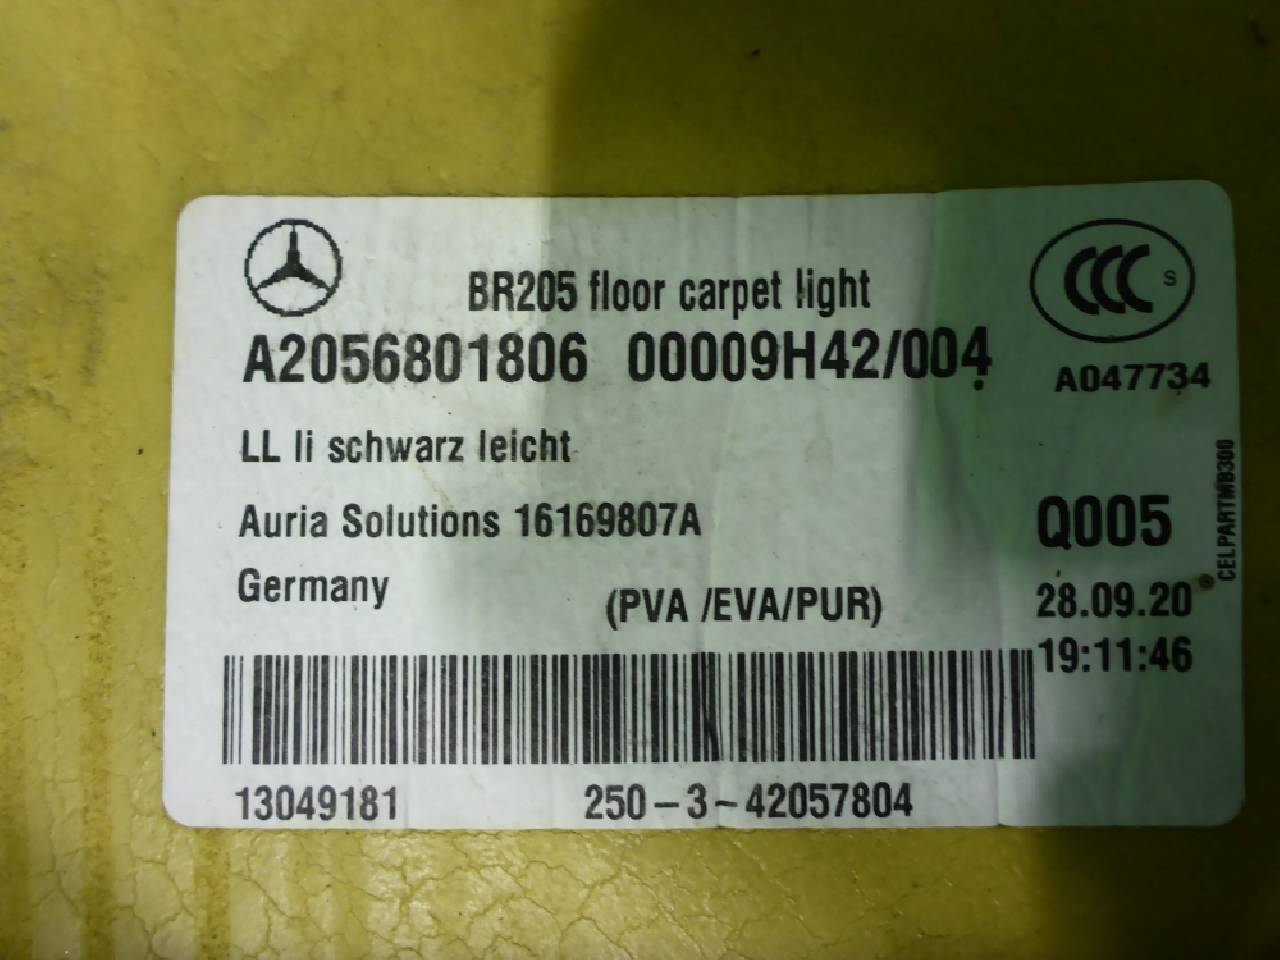 BR205 floor carpet light
CCC S
A2056801806 00009H42/004
A047734
LL li schwarz leicht
CELPARTMB300
Auria Solutions 16169807A
Q005
Germany
(PVA /EVA/PUR)
28.09.20
19:11:46
13049181
250-3-42057804